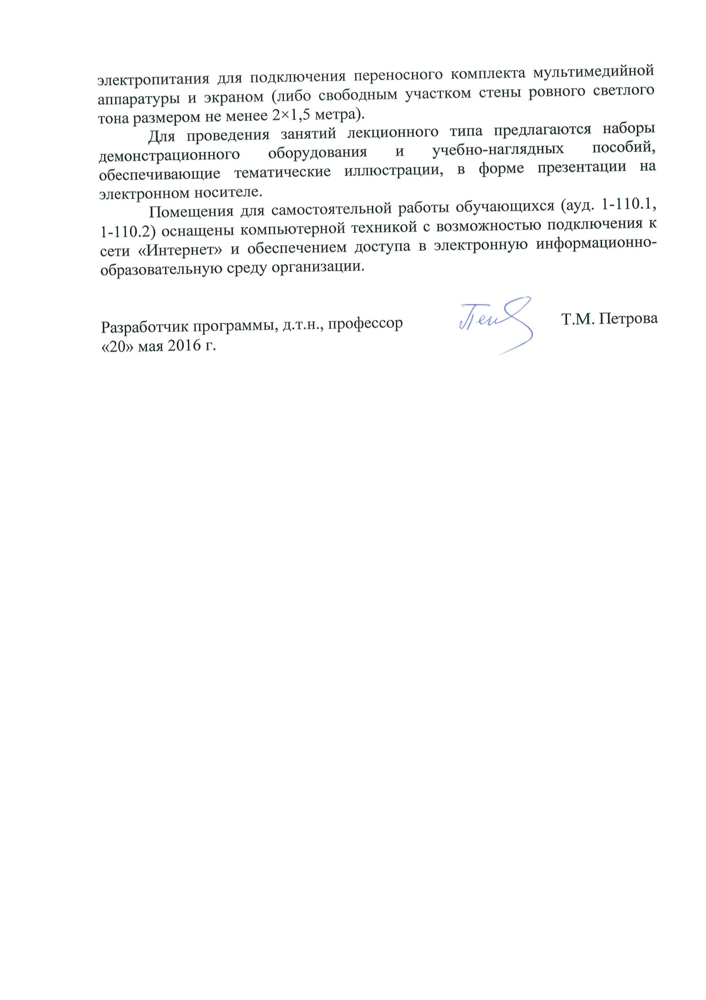 электропитания для подключения переносного комплекта мультимедийной
аппаратуры и экраном (либо свободным участком стены ровного светлого
тона размером не менее 2×1,5 метра).
Для проведения занятий лекционного типа предлагаются наборы
демонстрационного оборудования и учебно-наглядных пособий,
обеспечивающие тематические иллюстрации, в форме презентации на
электронном носителе.
Помещения для самостоятельной работы обучающихся (ауд. 1-110.1,
1-110.2) оснащены компьютерной техникой с возможностью подключения к
сети «Интернет» и обеспечением доступа в электронную информационно-
образовательную среду организации.
Разработчик программы, д.т.н., профессор Т.М. Петрова
«20» мая 2016 г.